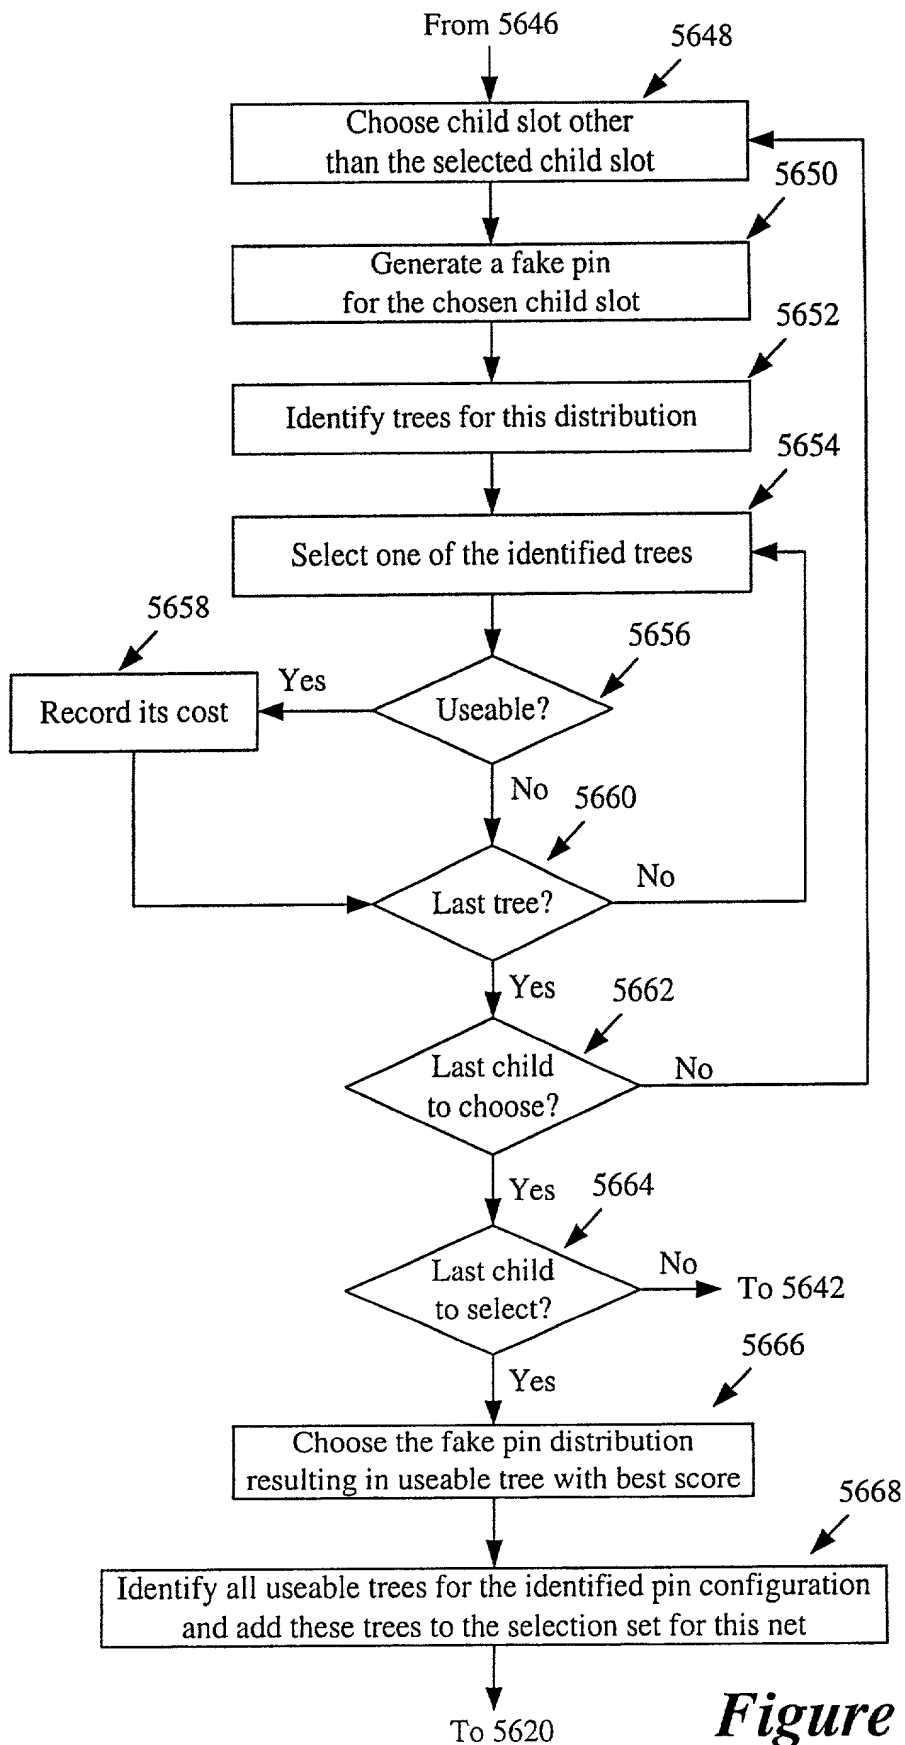 From 5646
5648
Choose child slot other
than the selected child slot
5650
Generate a fake pin
for the chosen child slot
5652
Identify trees for this distribution
5654
Select one of the identified trees
5658
5656
Yes
Record its cost
Useable?
No
5660
Last tree?
No
Yes
5662
Last child
to choose?
No
Yes
5664
Last child
to select?
No
To 5642
5666
Yes
Choose the fake pin distribution
resulting in useable tree with best score
5668
Identify all useable trees for the identified pin configuration
and add these trees to the selection set for this net
To 5620
Figure